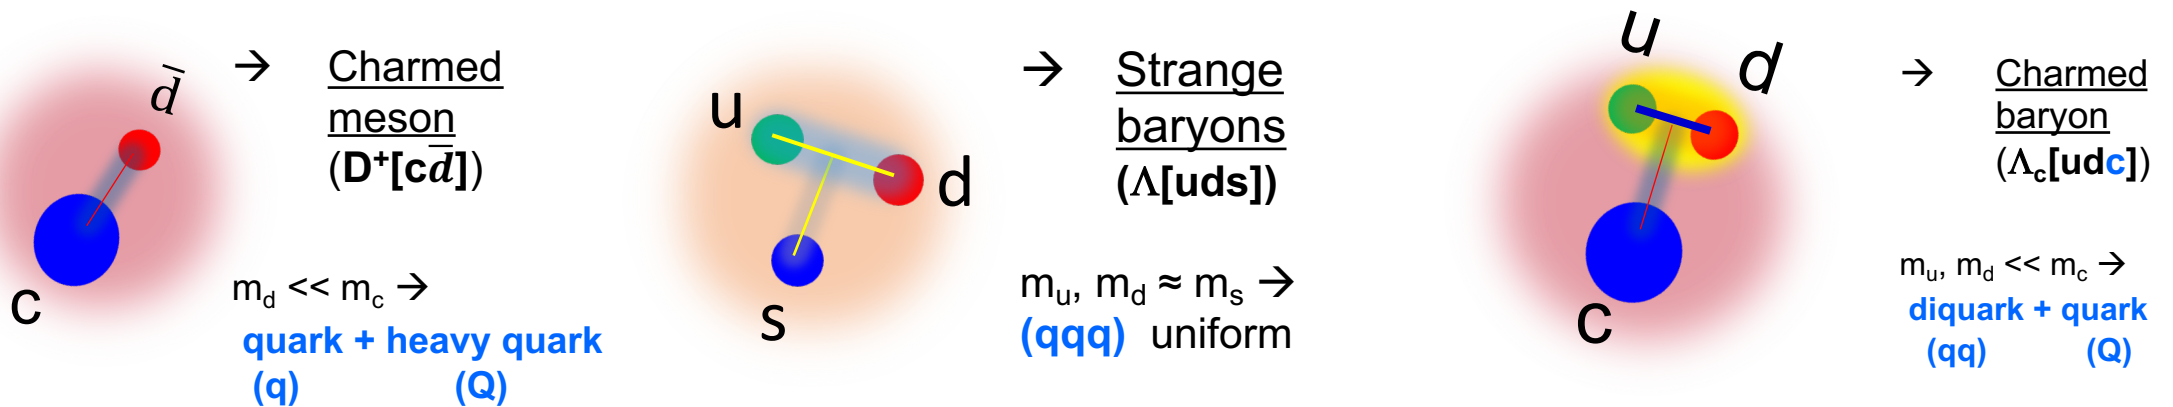 d̅
c
→ Charmed
meson
(D⁺[cd̅])
m_d << m_c →
quark + heavy quark
(q) (Q)
u
d
s
→ Strange
baryons
(Λ[uds])
m_u, m_d ≈ m_s →
(qqq) uniform
u
d
c
→ Charmed
baryon
(Λ_c[udc])
m_u, m_d << m_c →
diquark + quark
(qq) (Q)